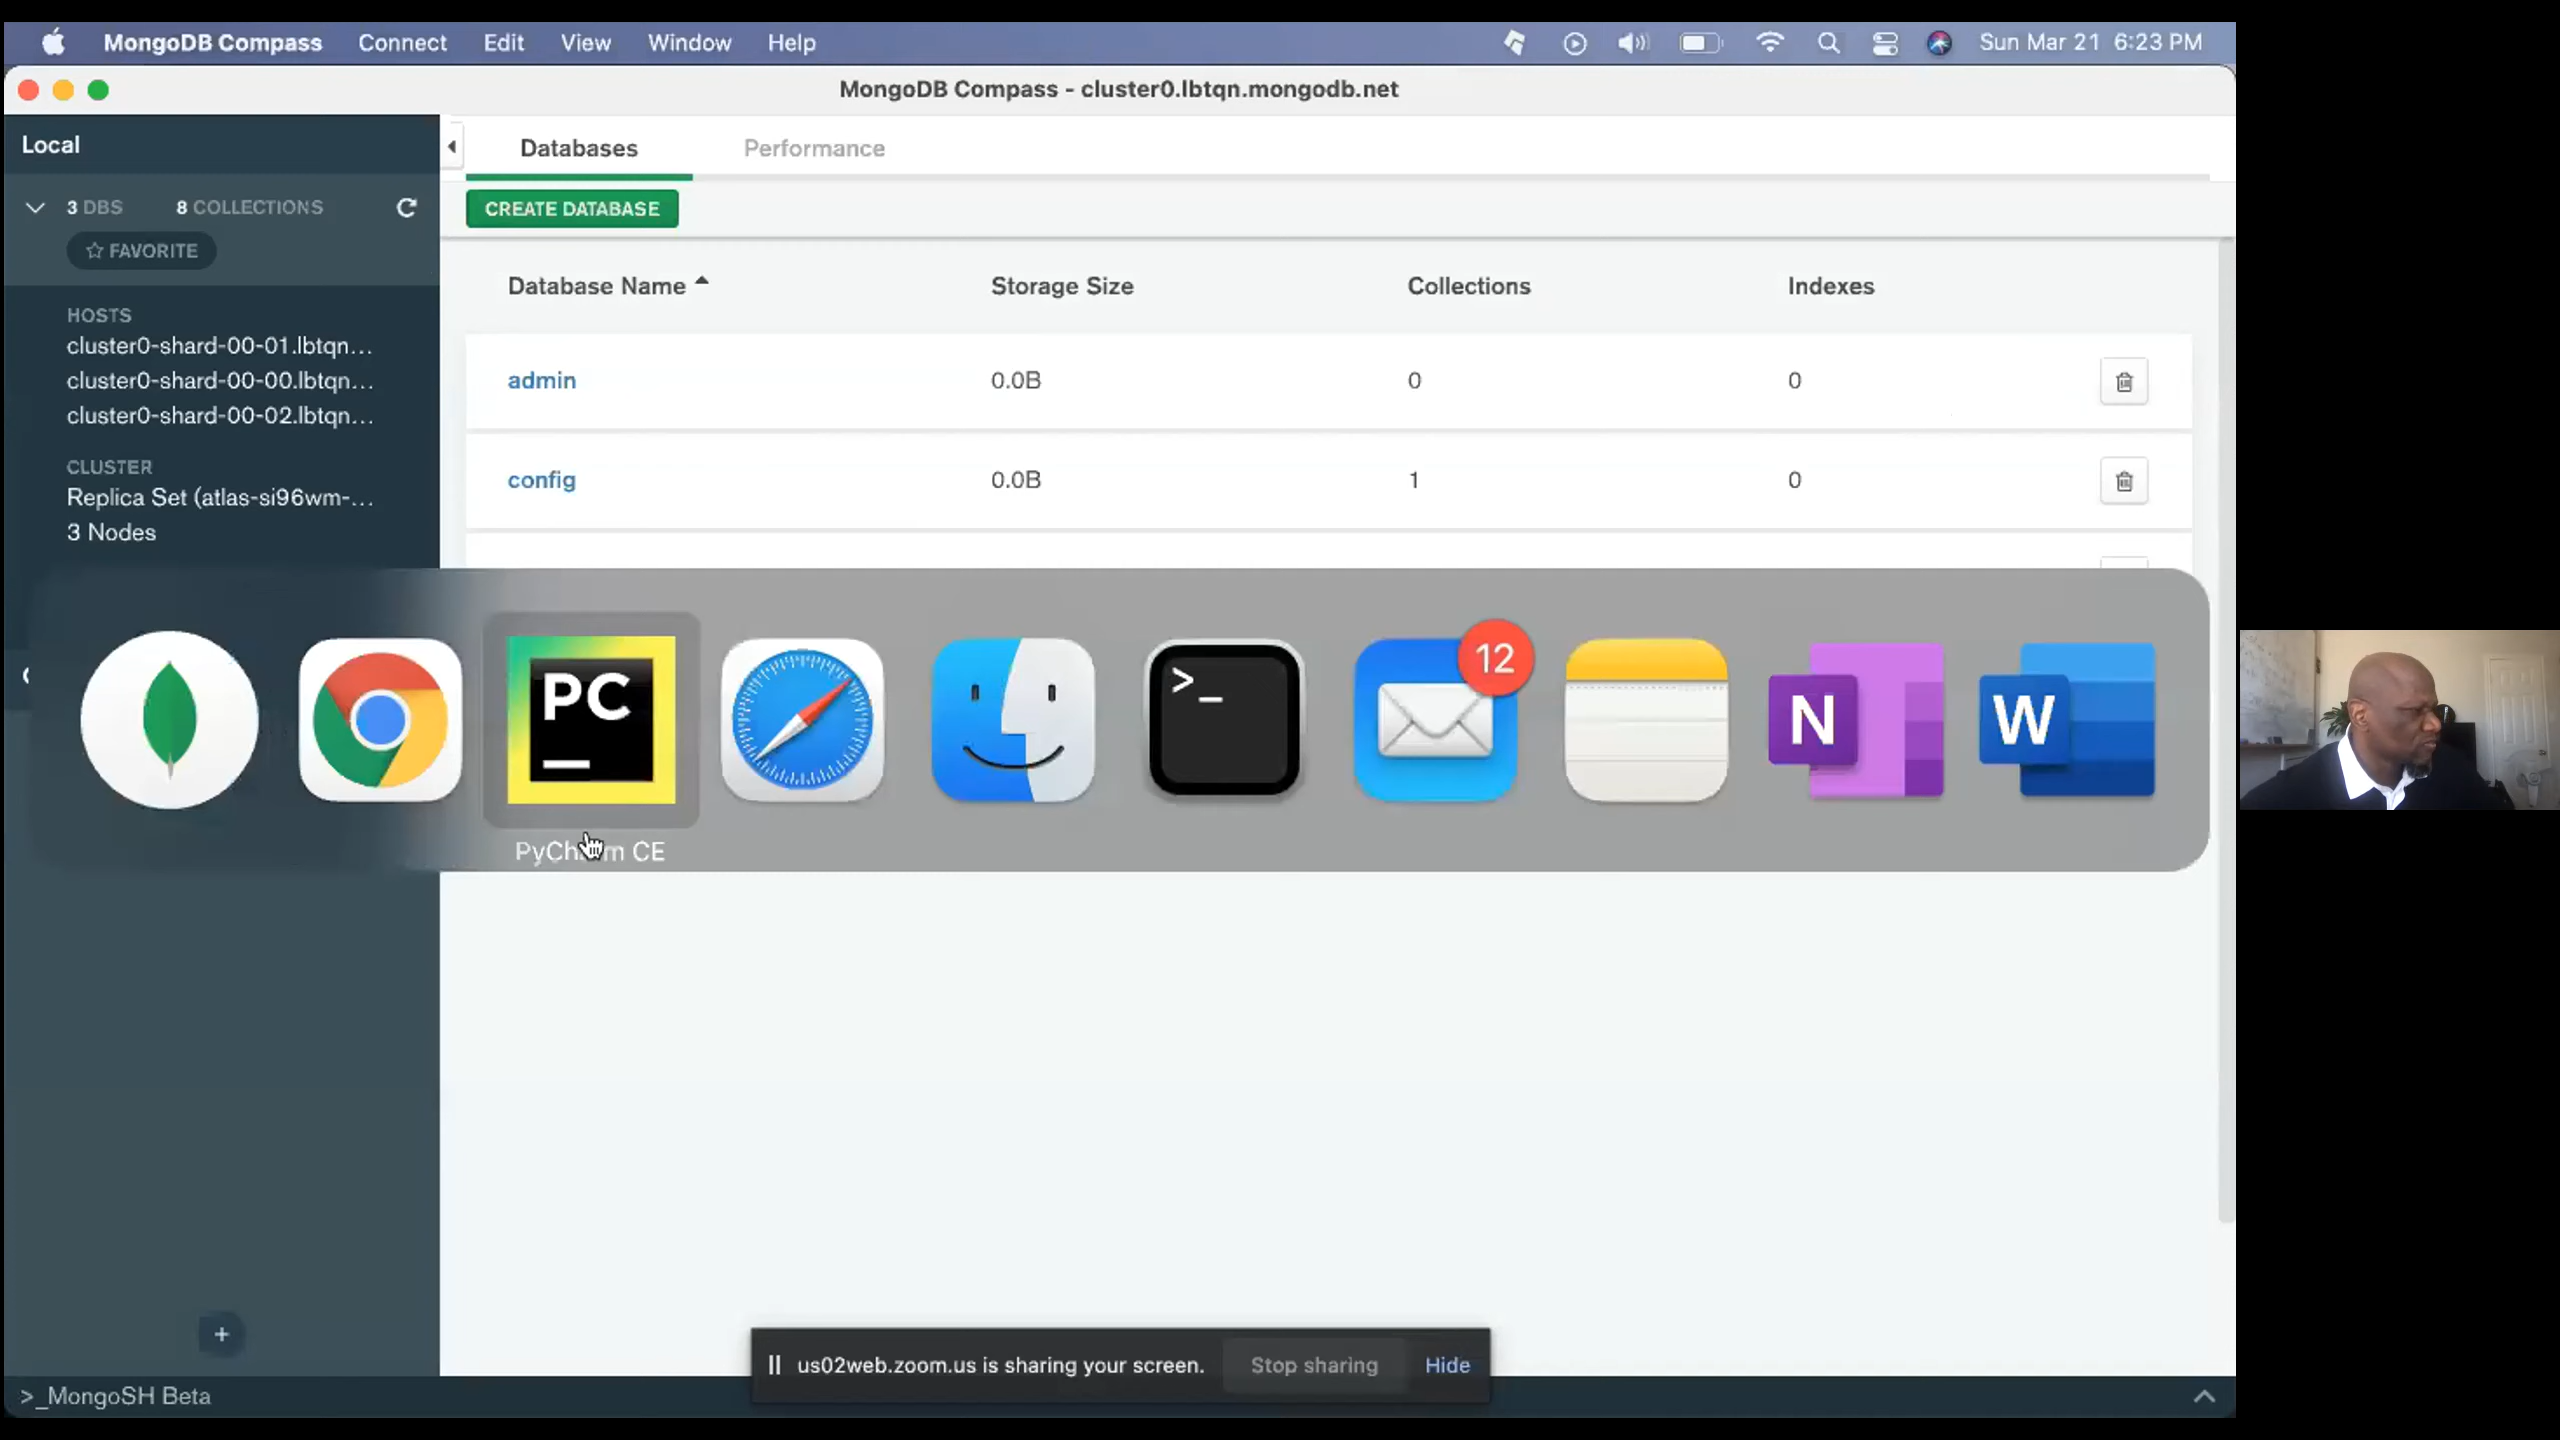 MongoDB Compass Connect Edit View Window Help Sun Mar 21 6:23 PM
MongoDB Compass - cluster0.lbtqn.mongodb.net
Local
Databases Performance
3 DBS 8 COLLECTIONS
CREATE DATABASE
FAVORITE
Database Name Storage Size Collections Indexes
HOSTS
cluster0-shard-00-01.lbtqn...
cluster0-shard-00-00.lbtqn...
cluster0-shard-00-02.lbtqn...
admin 0.0B 0 0
CLUSTER
Replica Set (atlas-si96wm-...
3 Nodes
config 0.0B 1 0
PC
>_
12
N
W
PyCharm CE
+
us02web.zoom.us is sharing your screen. Stop sharing Hide
>_MongoSH Beta